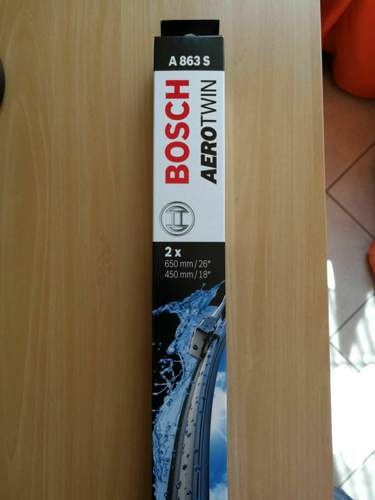 A 863 S
BOSCH
AEROTWIN
2 x
650 mm/26"
450 mm/18"